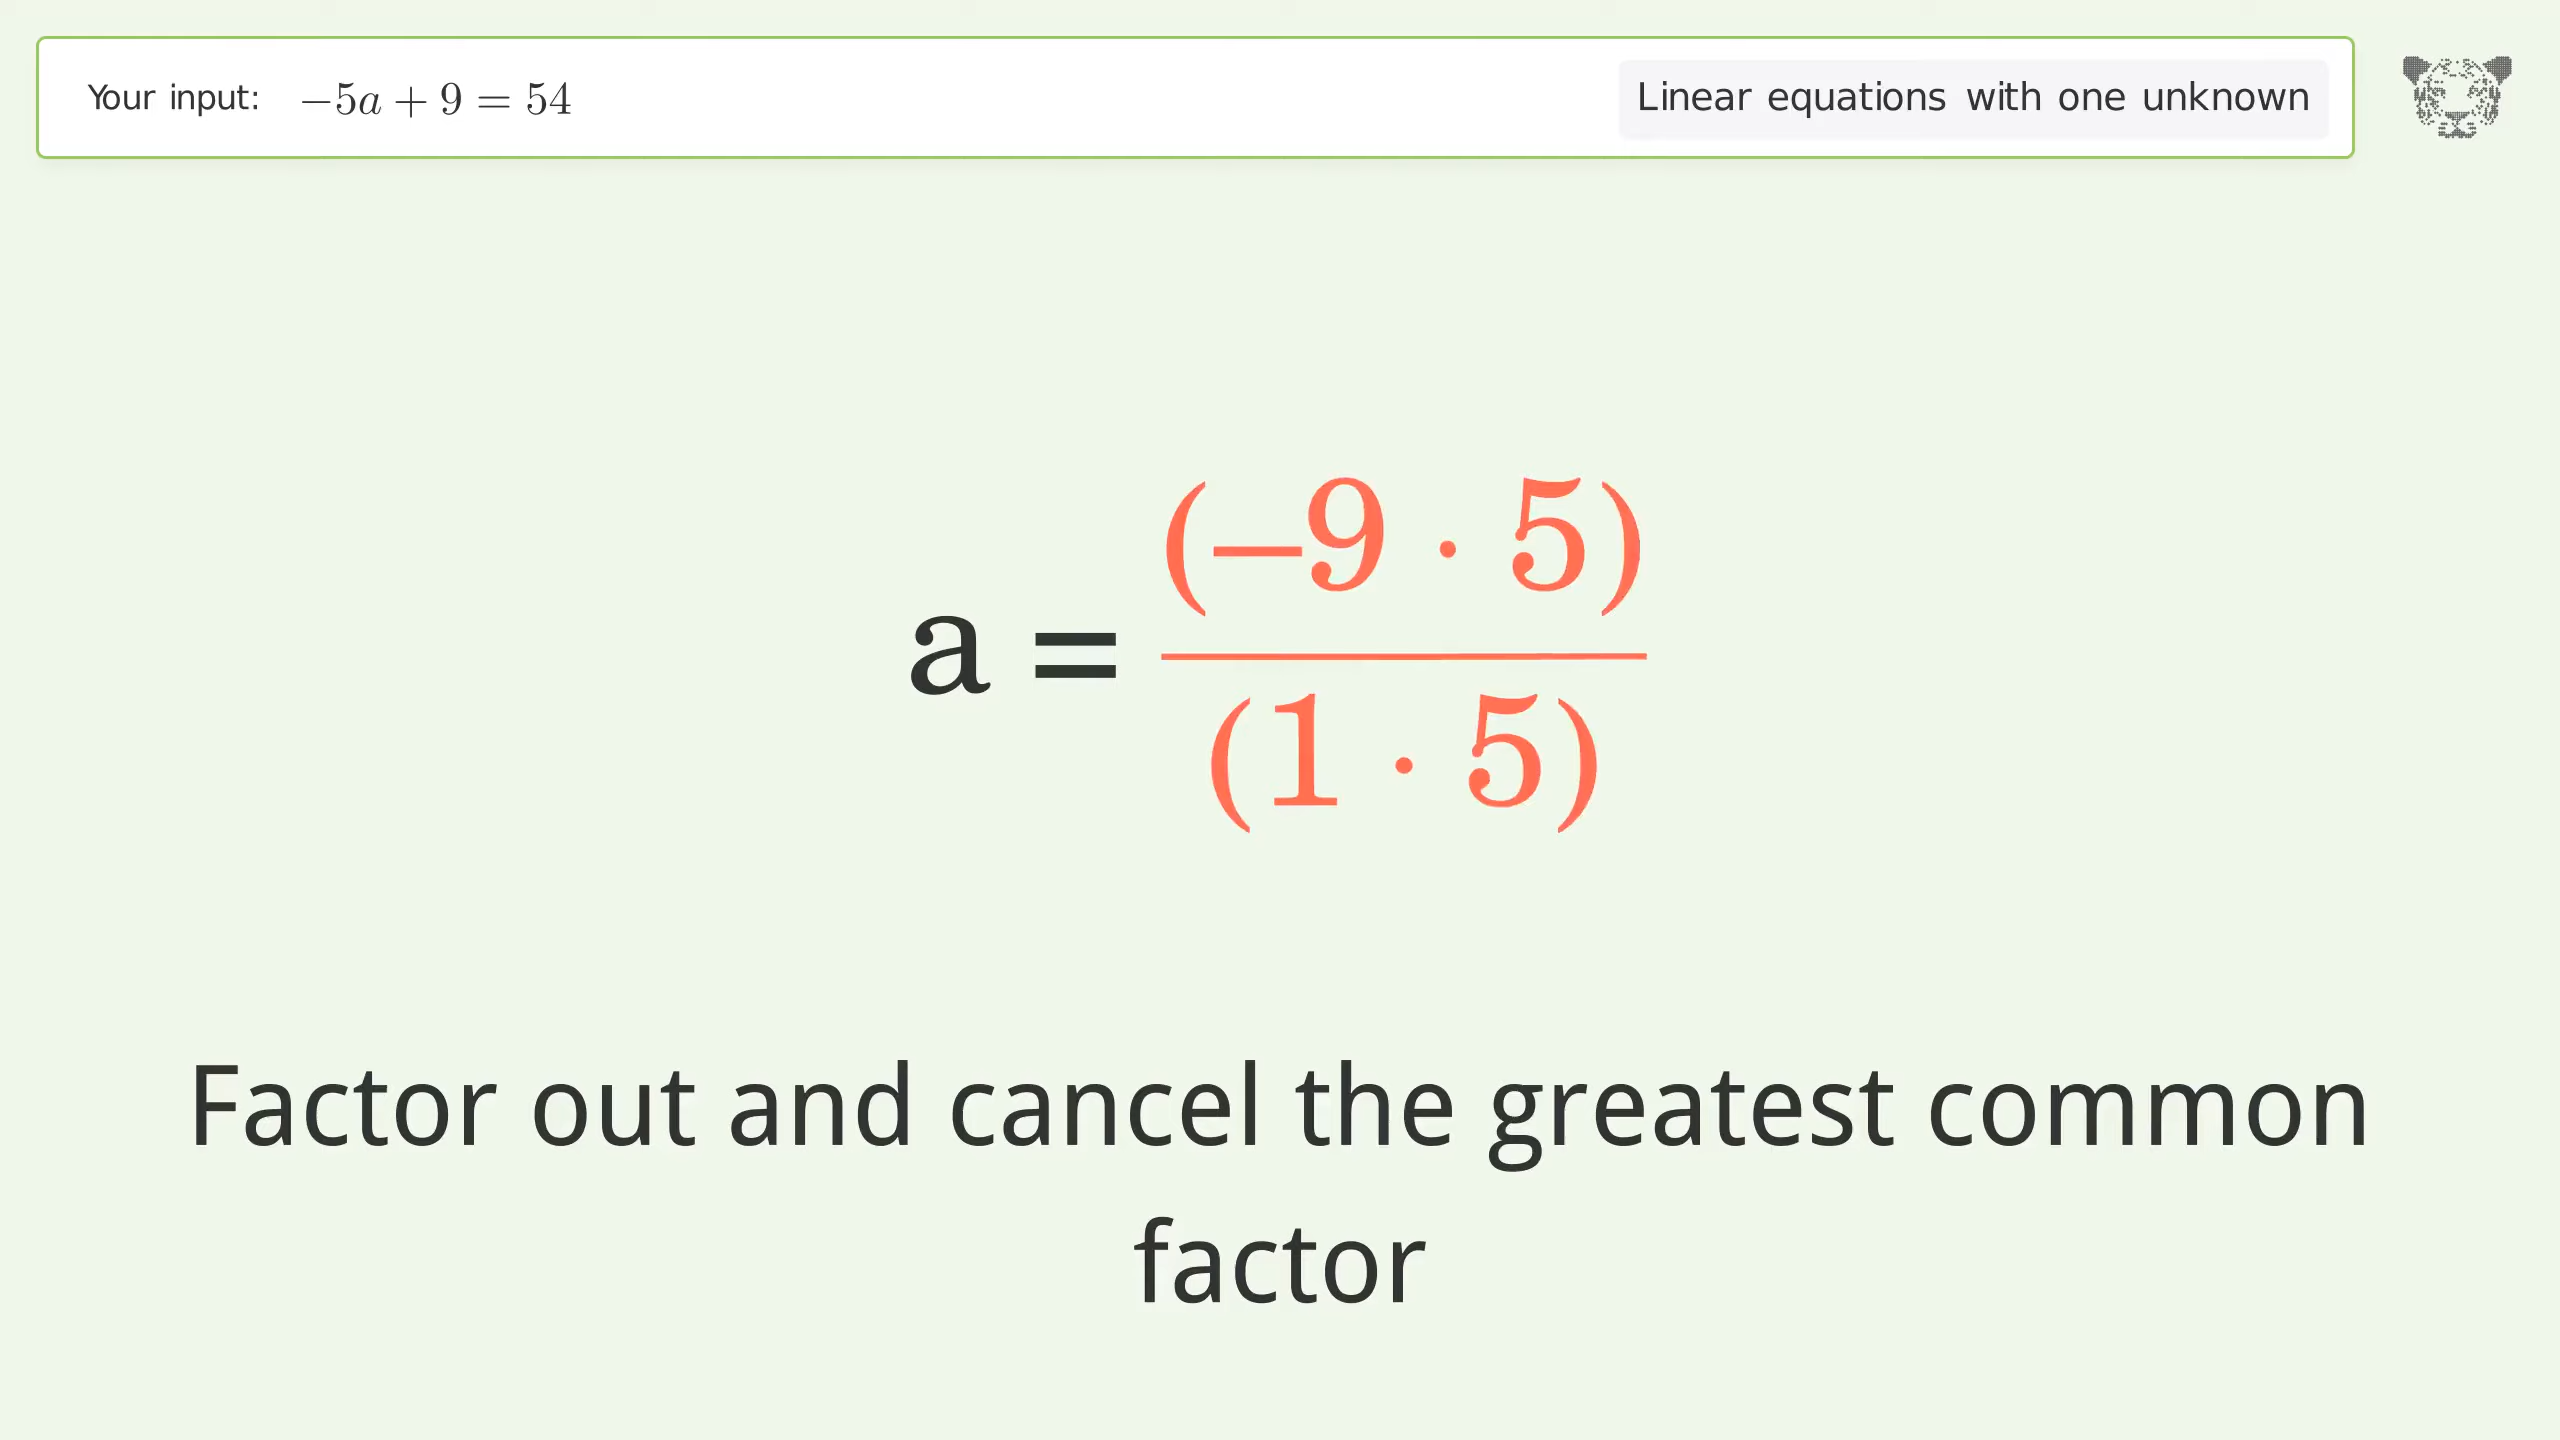 Your input: −5a + 9 = 54
Linear equations with one unknown
(−9 · 5)
a =
(1 · 5)
Factor out and cancel the greatest common
factor